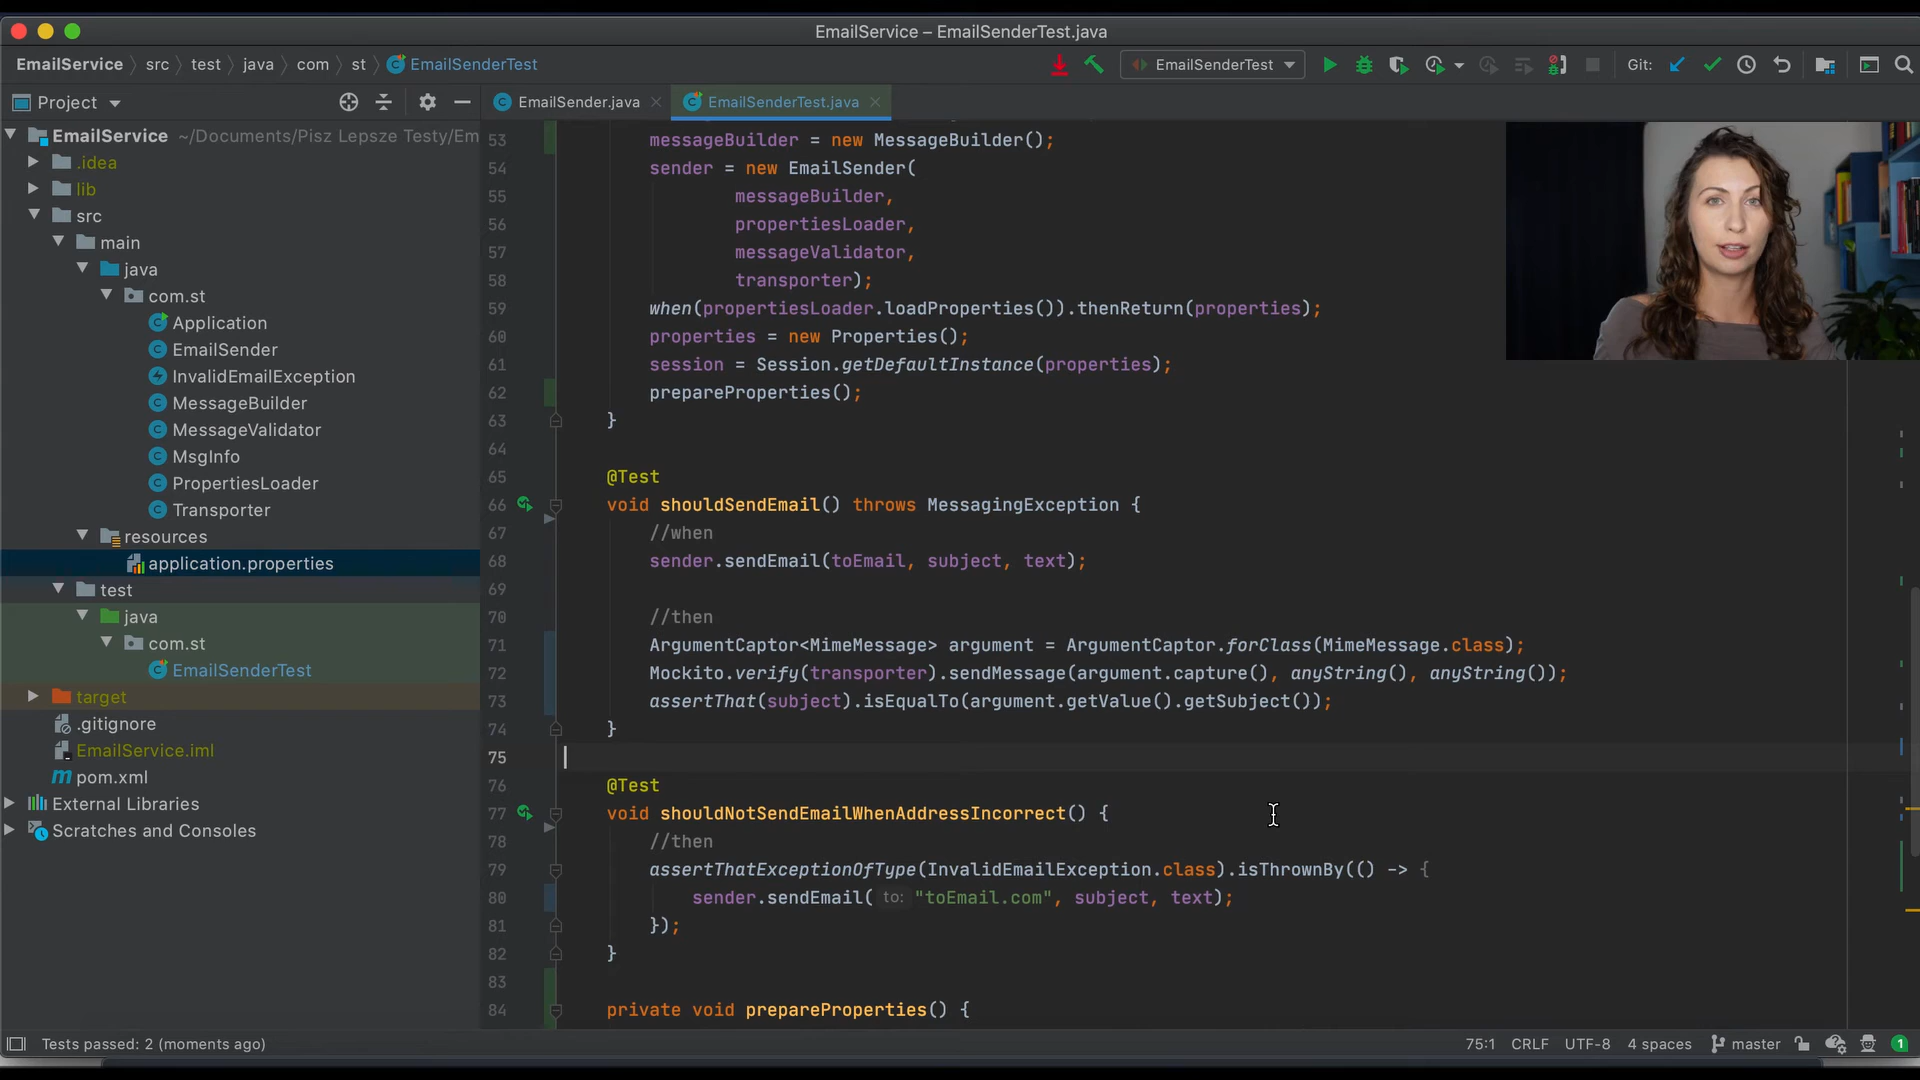 EmailService – EmailSenderTest.java
EmailService src test java com st EmailSenderTest
EmailSenderTest
Git:
Project
EmailSender.java
EmailSenderTest.java
EmailService ~/Documents/Pisz Lepsze Testy/Em
.idea
lib
src
main
java
com.st
Application
EmailSender
InvalidEmailException
MessageBuilder
MessageValidator
MsgInfo
PropertiesLoader
Transporter
resources
application.properties
test
java
com.st
EmailSenderTest
target
.gitignore
EmailService.iml
pom.xml
External Libraries
Scratches and Consoles
53 messageBuilder = new MessageBuilder();
54 sender = new EmailSender(
55 messageBuilder,
56 propertiesLoader,
57 messageValidator,
58 transporter);
59 when(propertiesLoader.loadProperties()).thenReturn(properties);
60 properties = new Properties();
61 session = Session.getDefaultInstance(properties);
62 prepareProperties();
63 }
64
65 @Test
66 void shouldSendEmail() throws MessagingException {
67 //when
68 sender.sendEmail(toEmail, subject, text);
69
70 //then
71 ArgumentCaptor<MimeMessage> argument = ArgumentCaptor.forClass(MimeMessage.class);
72 Mockito.verify(transporter).sendMessage(argument.capture(), anyString(), anyString());
73 assertThat(subject).isEqualTo(argument.getValue().getSubject());
74 }
75
76 @Test
77 void shouldNotSendEmailWhenAddressIncorrect() {
78 //then
79 assertThatExceptionOfType(InvalidEmailException.class).isThrownBy(() -> {
80 sender.sendEmail( to: "toEmail.com", subject, text);
81 });
82 }
83
84 private void prepareProperties() {
Tests passed: 2 (moments ago)
75:1 CRLF UTF-8 4 spaces master 1